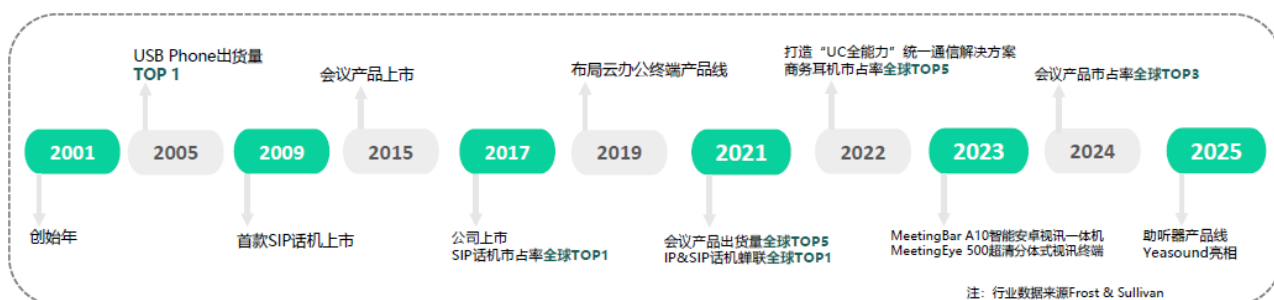 USB Phone出货量
TOP 1
会议产品上市
布局云办公终端产品线
打造“UC全能力”统一通信解决方案
商务耳机市占率全球TOP5
会议产品市占率全球TOP3
2001
2005
2009
2015
2017
2019
2021
2022
2023
2024
2025
创始年
首款SIP话机上市
公司上市
SIP话机市占率全球TOP1
会议产品出货量全球TOP5
IP&SIP话机蝉联全球TOP1
MeetingBar A10智能安卓视讯一体机
MeetingEye 500超清分体式视讯终端
助听器产品线
Yeasound亮相
注：行业数据来源Frost & Sullivan